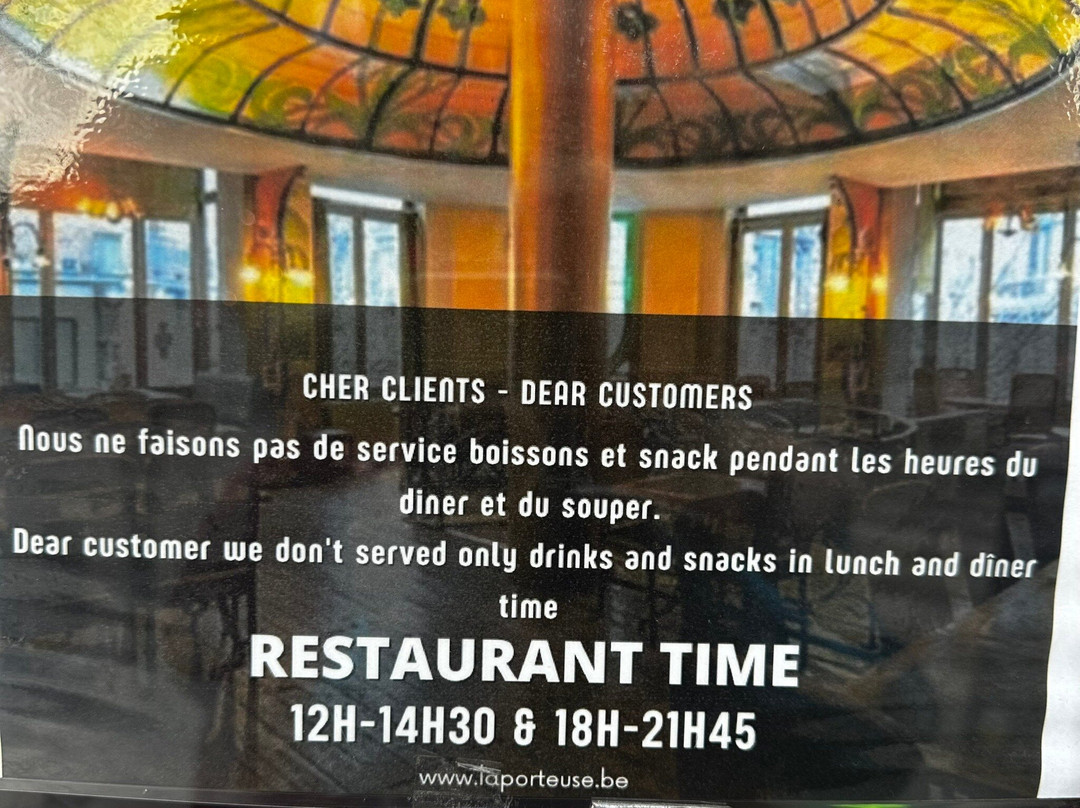 CHER CLIENTS - DEAR CUSTOMERS
Nous ne faisons pas de service boissons et snack pendant les heures du
diner et du souper.
Dear customer we don't served only drinks and snacks in lunch and dîner
time
RESTAURANT TIME
12H-14H30 & 18H-21H45
www.laporteuse.be